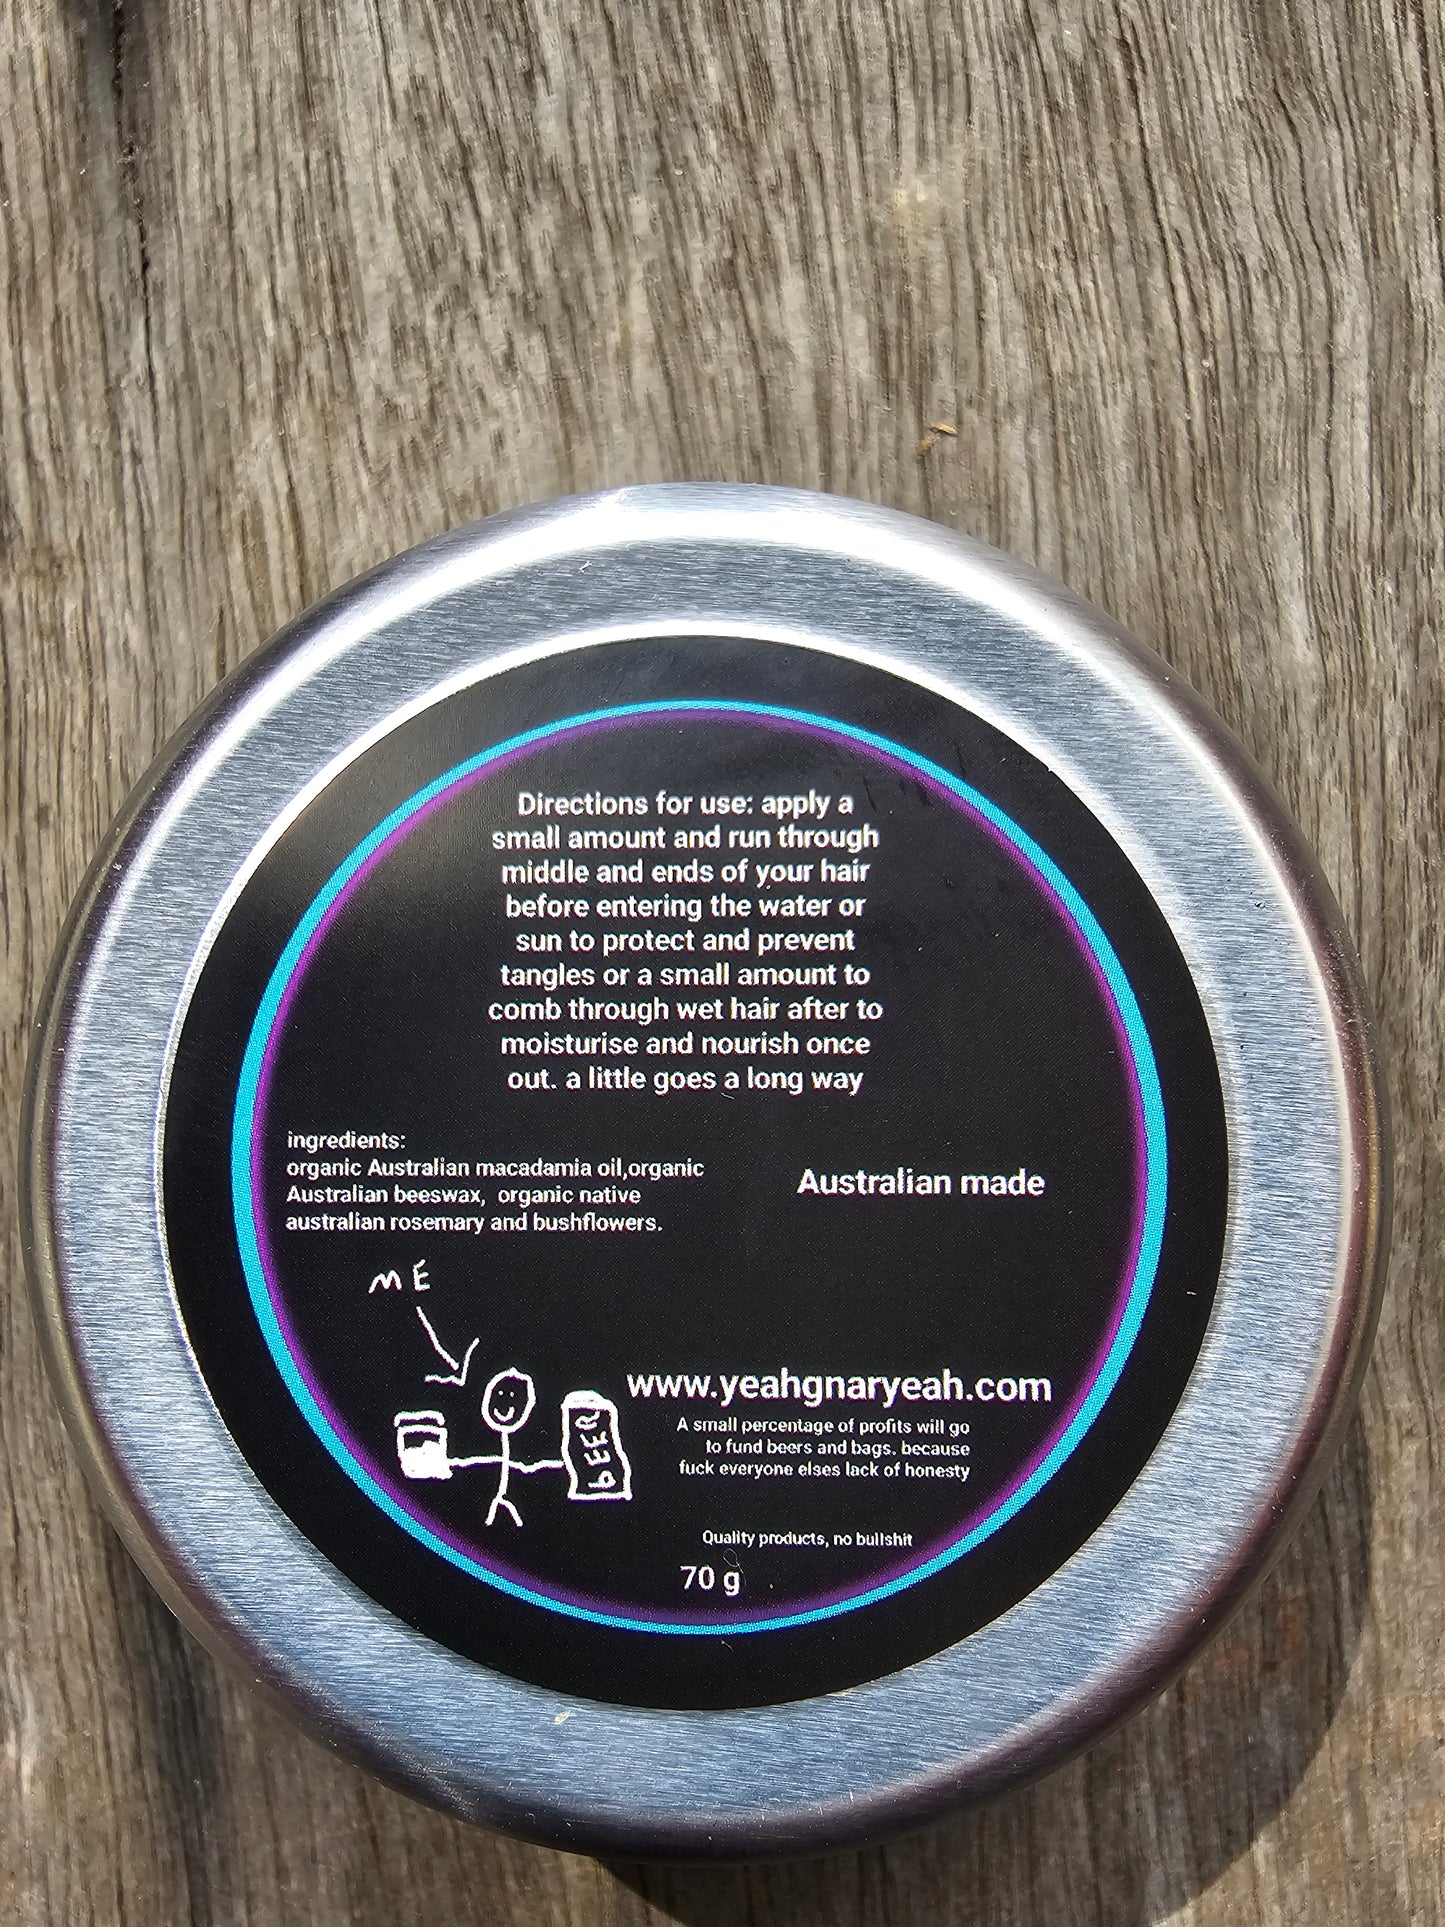 Directions for use: apply a
small amount and run through
middle and ends of your hair
before entering the water or
sun to protect and prevent
tangles or a small amount to
comb through wet hair after to
moisturise and nourish once
out. a little goes a long way
ingredients:
organic Australian macadamia oil,organic
Australian beeswax, organic native
australian rosemary and bushflowers.
Australian made
ME
BEER
www.yeahgnaryeah.com
A small percentage of profits will go
to fund beers and bags. because
fuck everyone elses lack of honesty
Quality products, no bullshit
70 g